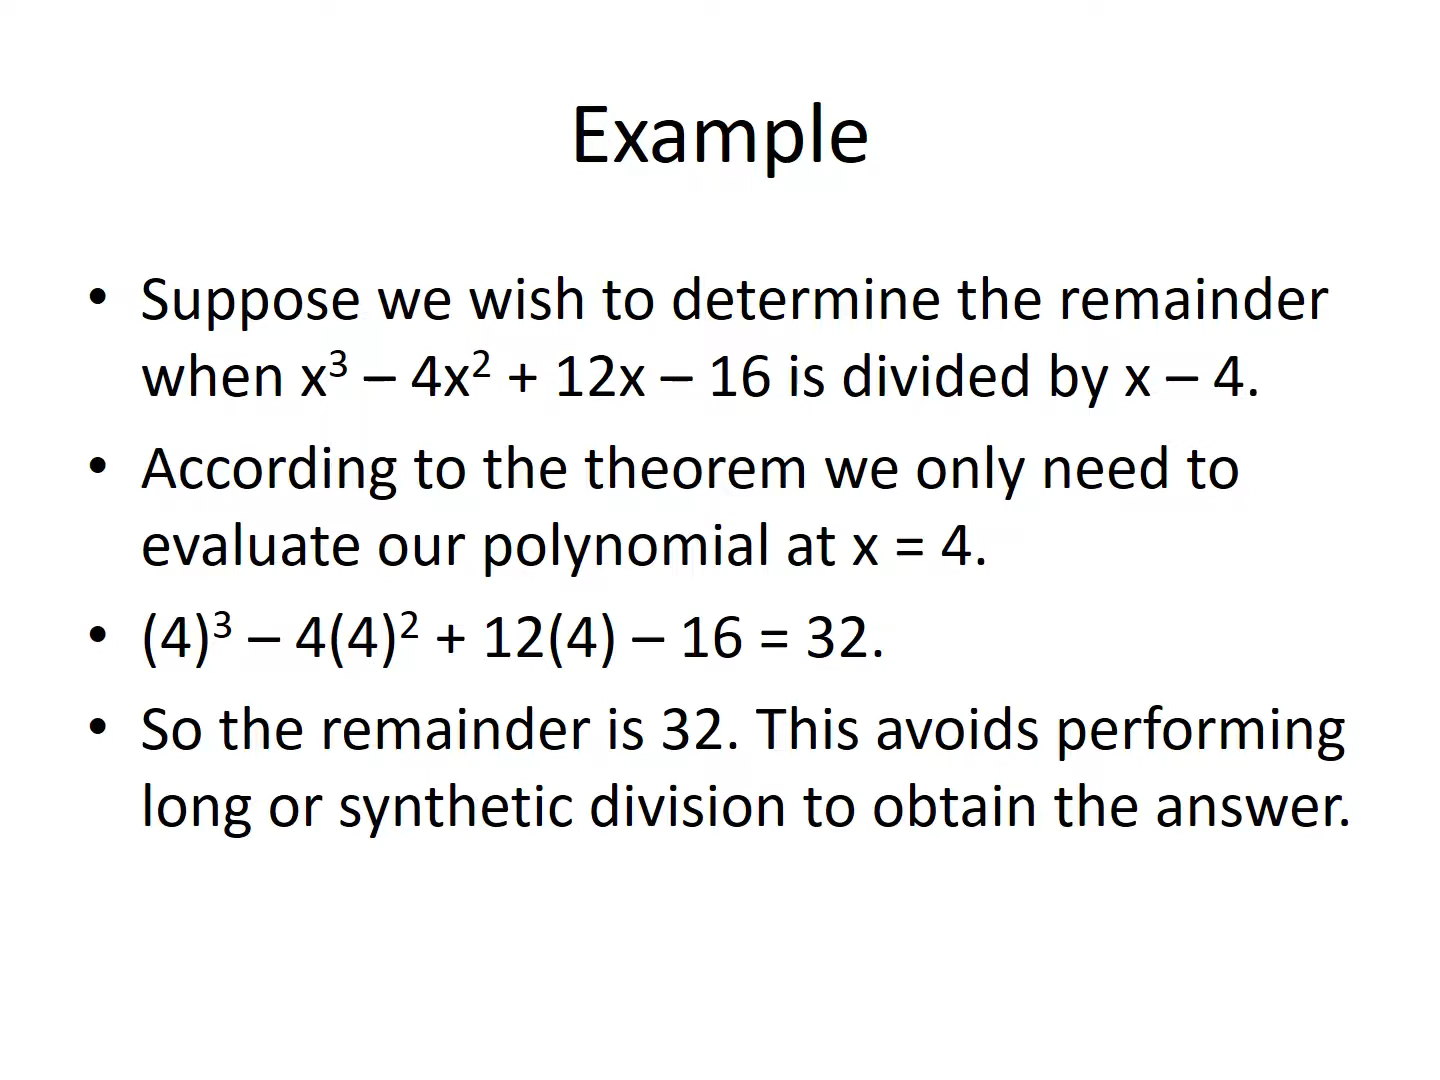 Example
• Suppose we wish to determine the remainder
when x³ – 4x² + 12x – 16 is divided by x – 4.
• According to the theorem we only need to
evaluate our polynomial at x = 4.
• (4)³ – 4(4)² + 12(4) – 16 = 32.
• So the remainder is 32. This avoids performing
long or synthetic division to obtain the answer.